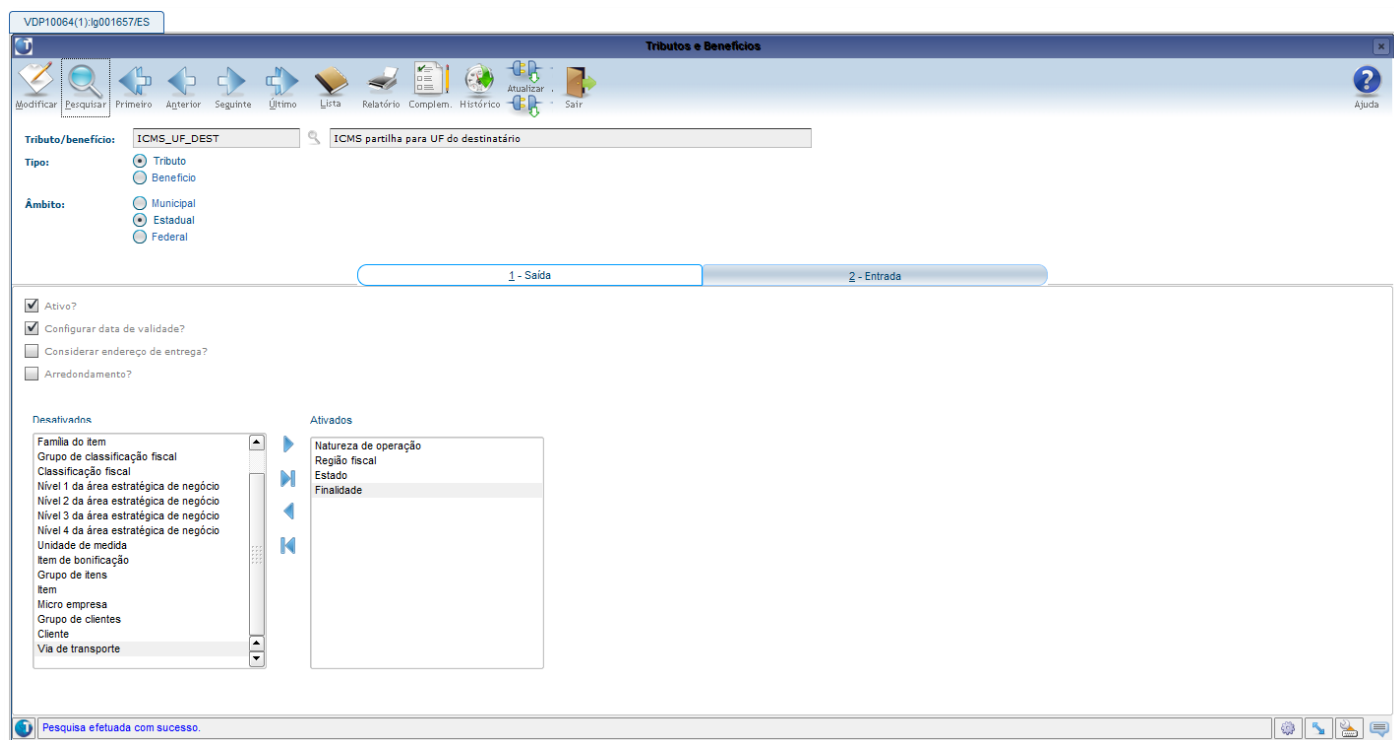 VDP10064(1):lg001657/ES
Tributos e Benefícios
Modificar Pesquisar Primeiro Anterior Seguinte Último Lista Relatório Complem. Histórico Atualizar Sair Ajuda
Tributo/benefício: ICMS_UF_DEST ICMS partilha para UF do destinatário
Tipo: Tributo
Benefício
Âmbito: Municipal
Estadual
Federal
1 - Saída 2 - Entrada
Ativo?
Configurar data de validade?
Considerar endereço de entrega?
Arredondamento?
Desativados
Família do item
Grupo de classificação fiscal
Classificação fiscal
Nível 1 da área estratégica de negócio
Nível 2 da área estratégica de negócio
Nível 3 da área estratégica de negócio
Nível 4 da área estratégica de negócio
Unidade de medida
Item de bonificação
Grupo de itens
Item
Micro empresa
Grupo de clientes
Cliente
Via de transporte
Ativados
Natureza de operação
Região fiscal
Estado
Finalidade
Pesquisa efetuada com sucesso.